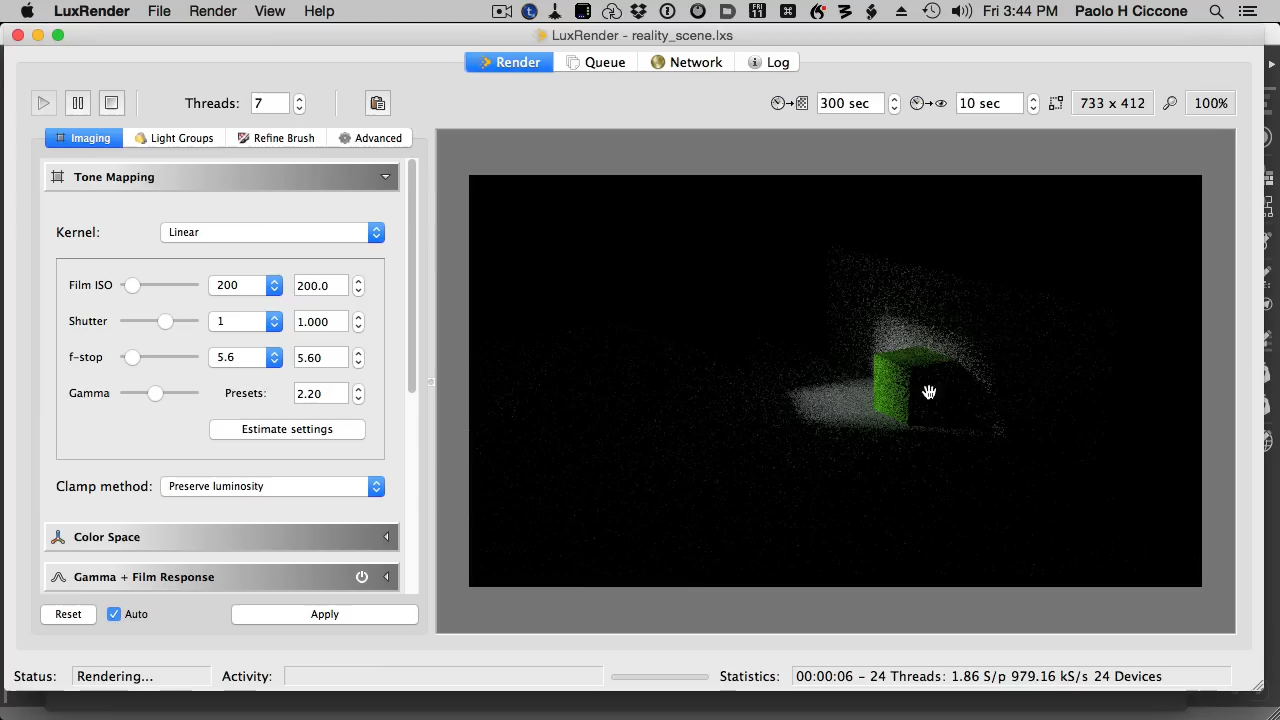 LuxRender File Render View Help FRI 11 Fri 3:44 PM Paolo H Ciccone
LuxRender - reality_scene.lxs
Render Queue Network Log
Threads: 7 300 sec 10 sec 733 x 412 100%
Imaging Light Groups Refine Brush Advanced
Tone Mapping
Kernel: Linear
Film ISO 200 200.0
Shutter 1 1.000
f-stop 5.6 5.60
Gamma Presets: 2.20
Estimate settings
Clamp method: Preserve luminosity
Color Space
Gamma + Film Response
Reset Auto Apply
Status: Rendering... Activity: Statistics: 00:00:06 - 24 Threads: 1.86 S/p 979.16 kS/s 24 Devices